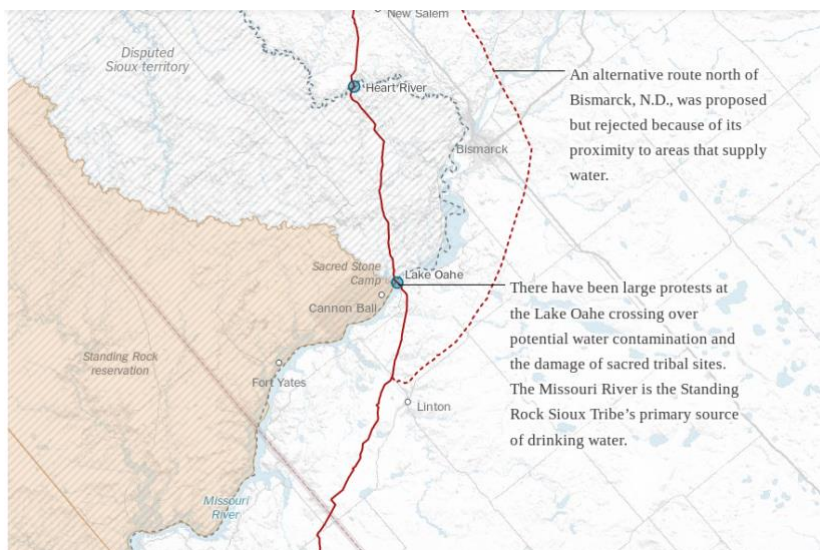 New Salem
Disputed
Sioux territory
An alternative route north of
Bismarck, N.D., was proposed
but rejected because of its
proximity to areas that supply
water.
Heart River
Bismarck
Sacred Stone
Camp
Lake Oahe
Cannon Ball
There have been large protests at
the Lake Oahe crossing over
potential water contamination and
the damage of sacred tribal sites.
The Missouri River is the Standing
Rock Sioux Tribe’s primary source
of drinking water.
Standing Rock
reservation
Fort Yates
Linton
Missouri
River